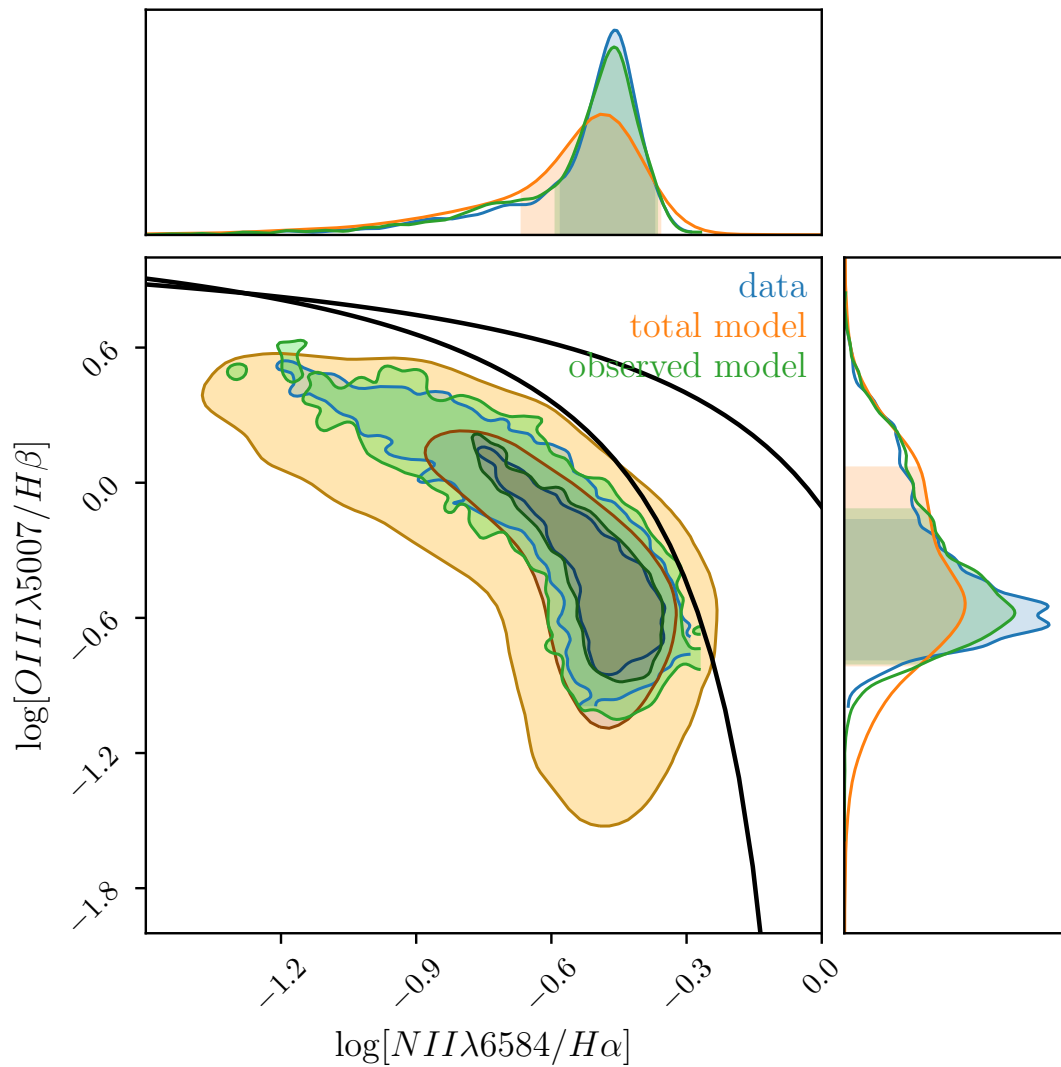 data
total model
observed model
0.6
0.0
−0.6
−1.2
−1.8
log[OIIIλ5007/Hβ]
−1.2
−0.9
−0.6
−0.3
0.0
log[NIIλ6584/Hα]